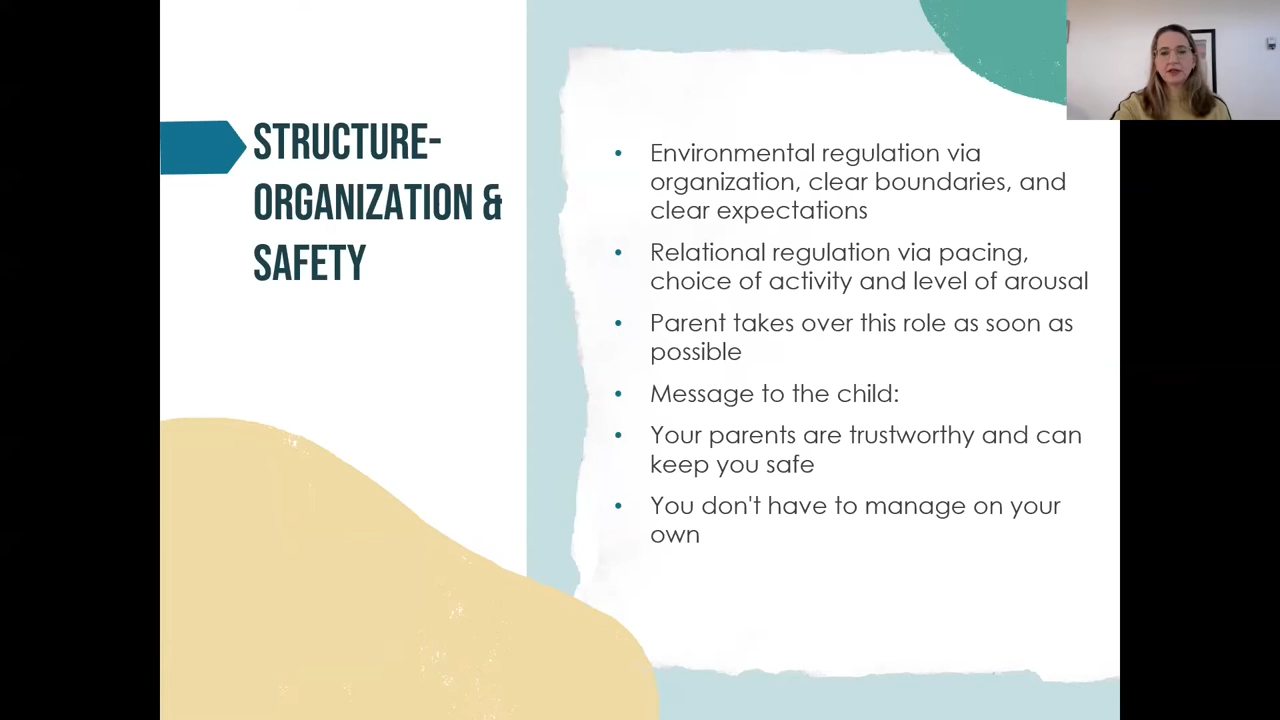 STRUCTURE-
ORGANIZATION &
SAFETY
• Environmental regulation via
organization, clear boundaries, and
clear expectations
• Relational regulation via pacing,
choice of activity and level of arousal
• Parent takes over this role as soon as
possible
• Message to the child:
• Your parents are trustworthy and can
keep you safe
• You don't have to manage on your
own